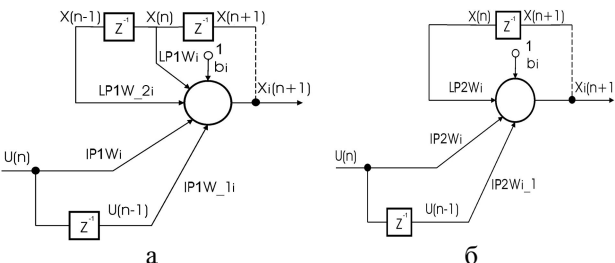 X(n-1) X(n) X(n+1)
Z⁻¹ Z⁻¹
1
LP1Wi
bi
LP1W_2i
Xi(n+1)
U(n)
IP1Wi
IP1W_1i
U(n-1)
Z⁻¹
а
X(n) X(n+1)
Z⁻¹
1
bi
LP2Wi
Xi(n+1
U(n)
IP2Wi
IP2Wi_1
U(n-1)
Z⁻¹
б